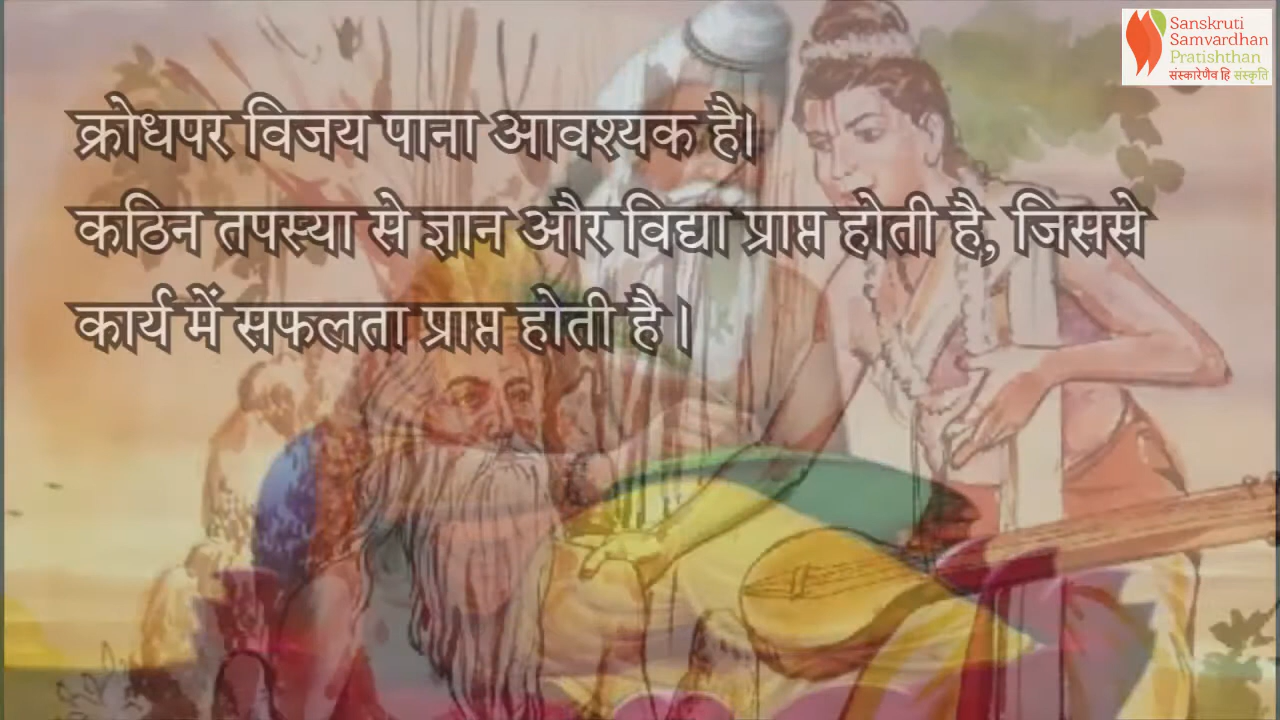 Sanskruti
Samvardhan
Pratishthan
संस्कारेणैव हि संस्कृति
क्रोधपर विजय पाना आवश्यक है।
कठिन तपस्या से ज्ञान और विद्या प्राप्त होती है, जिससे
कार्य में सफलता प्राप्त होती है ।